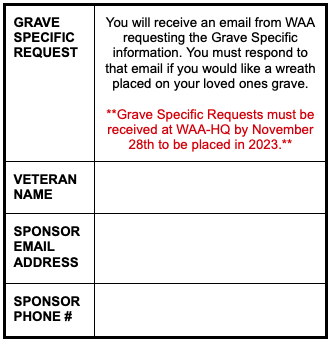 GRAVE
SPECIFIC
REQUEST
You will receive an email from WAA
requesting the Grave Specific
information. You must respond to
that email if you would like a wreath
placed on your loved ones grave.
**Grave Specific Requests must be
received at WAA-HQ by November
28th to be placed in 2023.**
VETERAN
NAME
SPONSOR
EMAIL
ADDRESS
SPONSOR
PHONE #